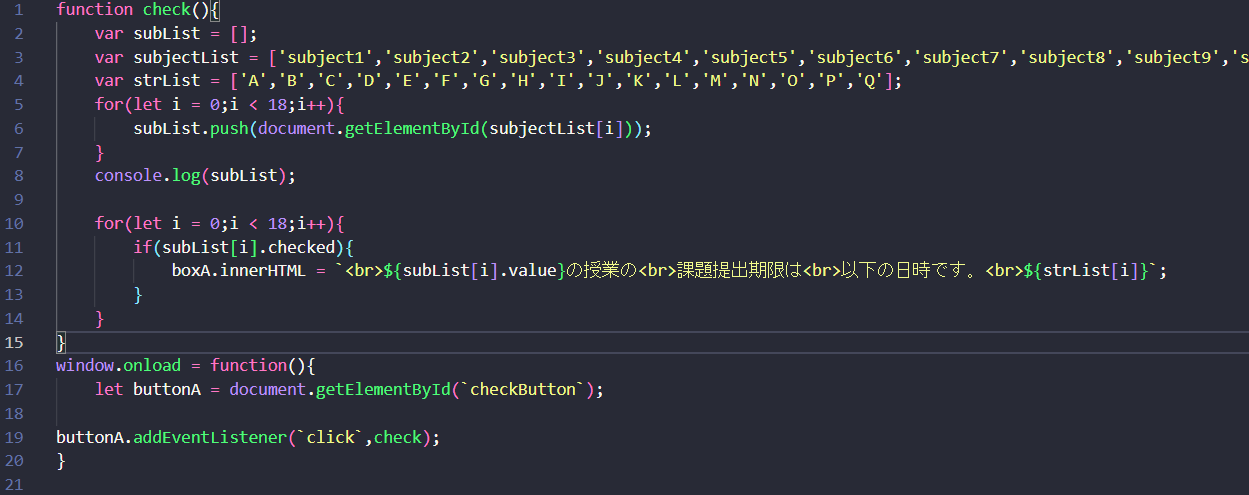 1 function check(){
2 var subList = [];
3 var subjectList = ['subject1','subject2','subject3','subject4','subject5','subject6','subject7','subject8','subject9','s
4 var strList = ['A','B','C','D','E','F','G','H','I','J','K','L','M','N','O','P','Q'];
5 for(let i = 0;i < 18;i++){
6 subList.push(document.getElementById(subjectList[i]));
7 }
8 console.log(subList);
9
10 for(let i = 0;i < 18;i++){
11 if(subList[i].checked){
12 boxA.innerHTML = `<br>${subList[i].value}の授業の<br>課題提出期限は<br>以下の日時です。<br>${strList[i]}`;
13 }
14 }
15 }
16 window.onload = function(){
17 let buttonA = document.getElementById(`checkButton`);
18
19 buttonA.addEventListener(`click`,check);
20 }
21